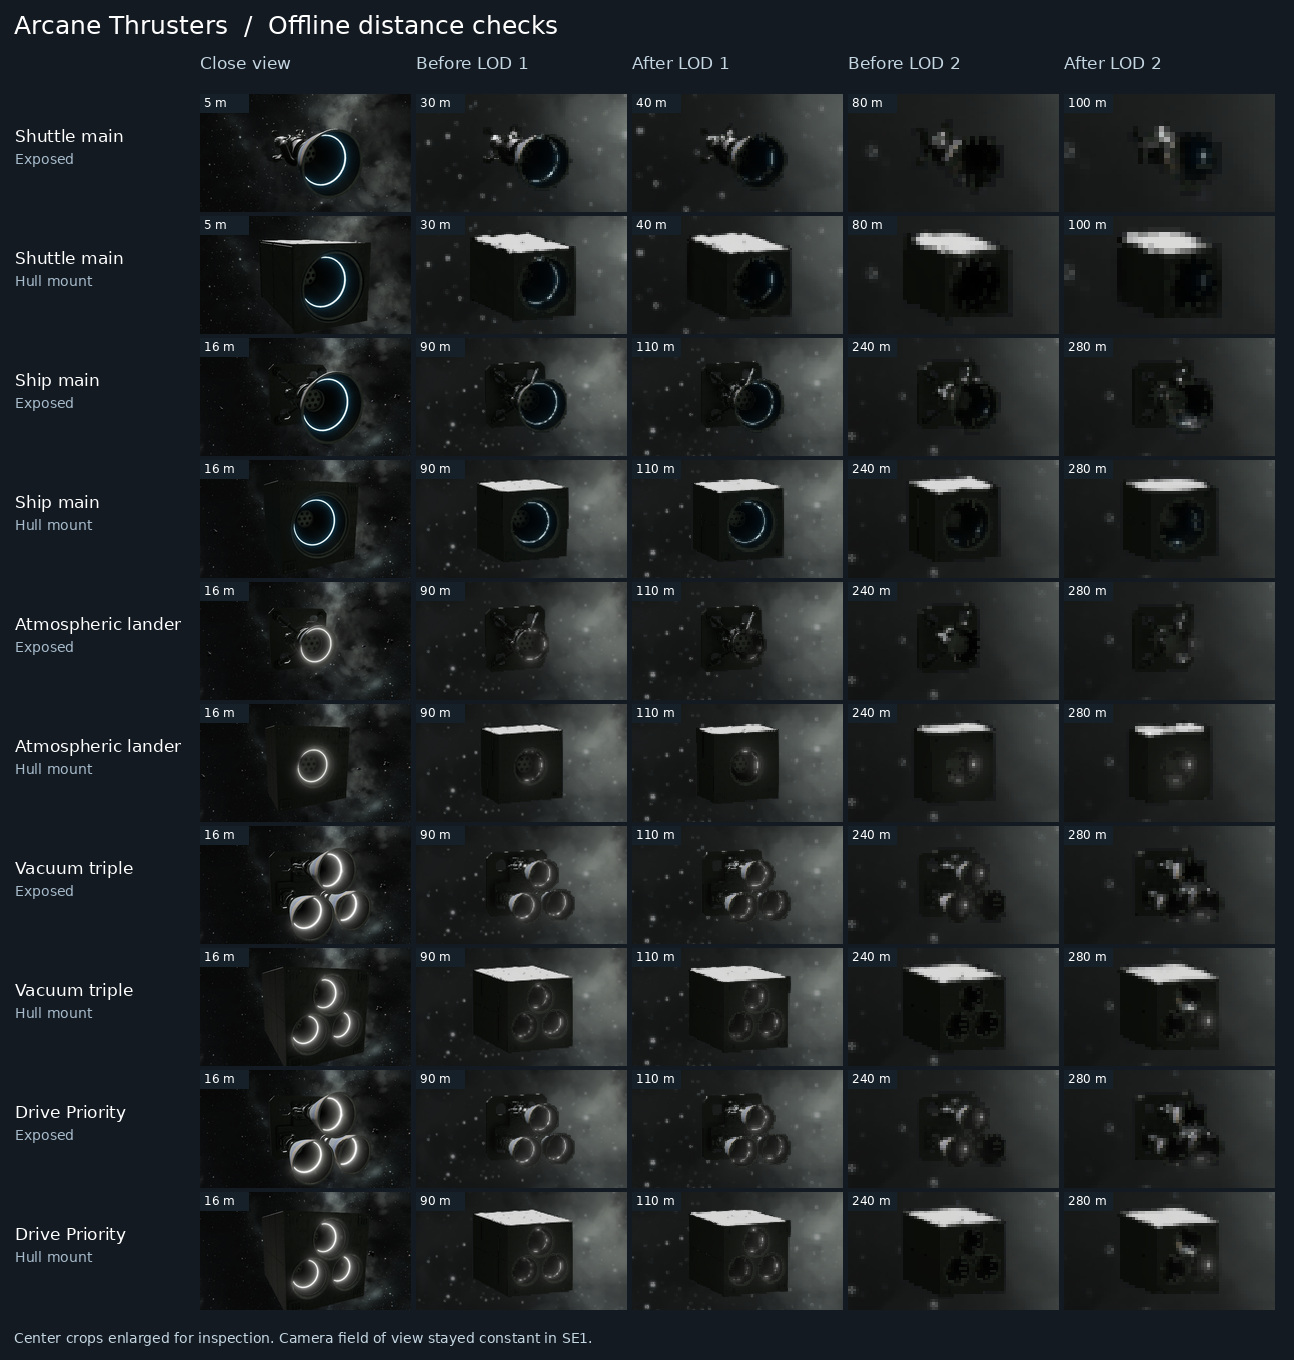 Arcane Thrusters / Offline distance checks
Close view Before LOD 1 After LOD 1 Before LOD 2 After LOD 2
Shuttle main
Exposed
5 m 30 m 40 m 80 m 100 m
Shuttle main
Hull mount
5 m 30 m 40 m 80 m 100 m
Ship main
Exposed
16 m 90 m 110 m 240 m 280 m
Ship main
Hull mount
16 m 90 m 110 m 240 m 280 m
Atmospheric lander
Exposed
16 m 90 m 110 m 240 m 280 m
Atmospheric lander
Hull mount
16 m 90 m 110 m 240 m 280 m
Vacuum triple
Exposed
16 m 90 m 110 m 240 m 280 m
Vacuum triple
Hull mount
16 m 90 m 110 m 240 m 280 m
Drive Priority
Exposed
16 m 90 m 110 m 240 m 280 m
Drive Priority
Hull mount
16 m 90 m 110 m 240 m 280 m
Center crops enlarged for inspection. Camera field of view stayed constant in SE1.